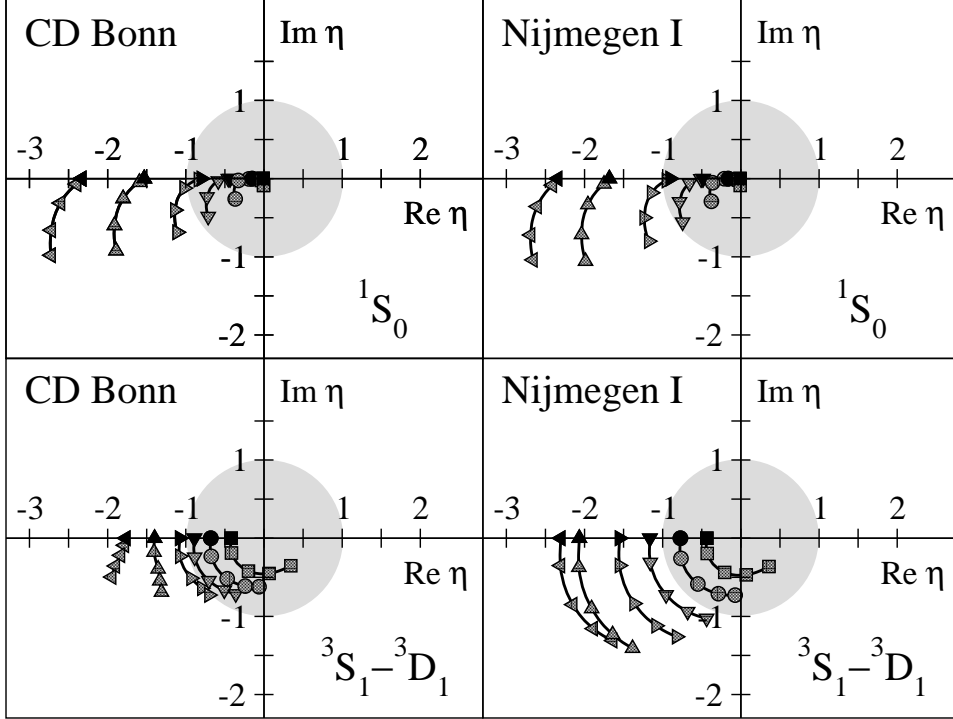 CD Bonn
Im η
1
-3 -2 -1 1 2
Re η
-1
-2
¹S₀
Nijmegen I
Im η
1
-3 -2 -1 1 2
Re η
-1
-2
¹S₀
CD Bonn
Im η
1
-3 -2 -1 1 2
Re η
-1
-2
³S₁–³D₁
Nijmegen I
Im η
1
-3 -2 -1 1 2
Re η
-1
-2
³S₁–³D₁